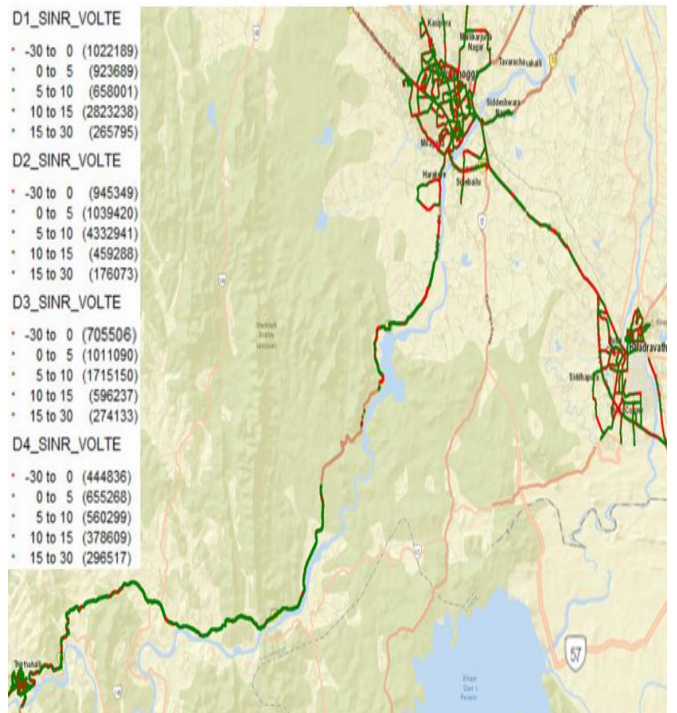 D1_SINR_VOLTE
-30 to 0 (1022189)
0 to 5 (923689)
5 to 10 (658001)
10 to 15 (2823238)
15 to 30 (265795)
D2_SINR_VOLTE
-30 to 0 (945349)
0 to 5 (1039420)
5 to 10 (4332941)
10 to 15 (459288)
15 to 30 (176073)
D3_SINR_VOLTE
-30 to 0 (705506)
0 to 5 (1011090)
5 to 10 (1715150)
10 to 15 (596237)
15 to 30 (274133)
D4_SINR_VOLTE
-30 to 0 (444836)
0 to 5 (655268)
5 to 10 (560299)
10 to 15 (378609)
15 to 30 (296517)
Nagar
Siddeshwara
57